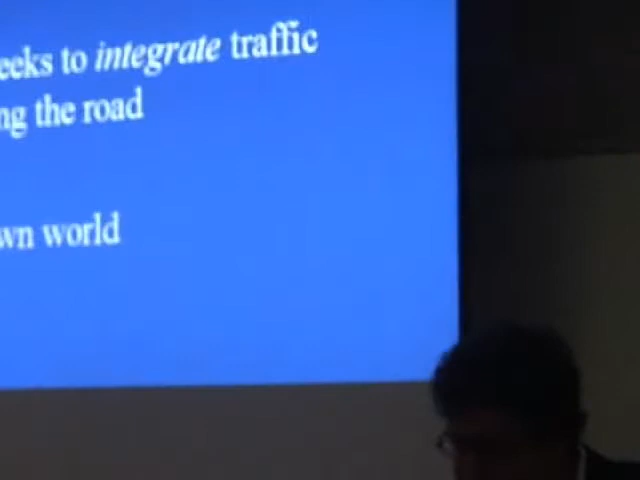 eeks to integrate traffic
ng the road
wn world